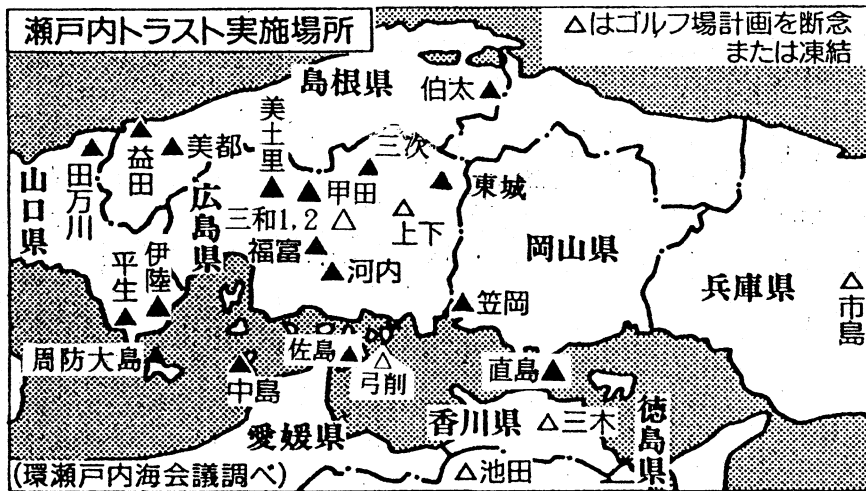 瀬戸内トラスト実施場所
△はゴルフ場計画を断念
または凍結
島根県
伯太
美土里
三次
益田
美都
田万川
山口県
広島県
甲田
東城
三和1,2
上下
福富
河内
岡山県
兵庫県
市島
伊陸
平生
笠岡
周防大島
中島
佐島
弓削
直島
愛媛県
香川県
三木
徳島県
池田
(環瀬戸内海会議調べ)